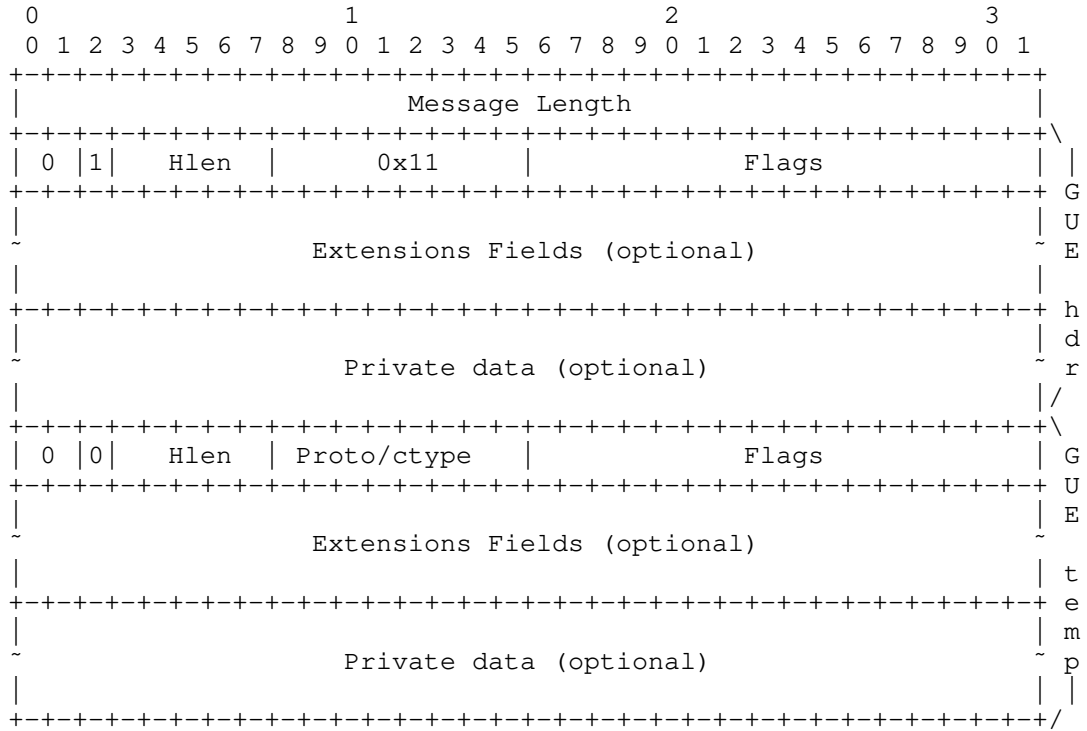 0                   1                   2                   3
 0 1 2 3 4 5 6 7 8 9 0 1 2 3 4 5 6 7 8 9 0 1 2 3 4 5 6 7 8 9 0 1
+-+-+-+-+-+-+-+-+-+-+-+-+-+-+-+-+-+-+-+-+-+-+-+-+-+-+-+-+-+-+-+-+
|                        Message Length                         |
+-+-+-+-+-+-+-+-+-+-+-+-+-+-+-+-+-+-+-+-+-+-+-+-+-+-+-+-+-+-+-+-+\
| 0 |1|   Hlen  |      0x11     |             Flags             | |
+-+-+-+-+-+-+-+-+-+-+-+-+-+-+-+-+-+-+-+-+-+-+-+-+-+-+-+-+-+-+-+-+ G
|                                                               | U
~                  Extensions Fields (optional)                 ~ E
|                                                               |
+-+-+-+-+-+-+-+-+-+-+-+-+-+-+-+-+-+-+-+-+-+-+-+-+-+-+-+-+-+-+-+-+ h
|                                                               | d
~                    Private data (optional)                    ~ r
|                                                               |/
+-+-+-+-+-+-+-+-+-+-+-+-+-+-+-+-+-+-+-+-+-+-+-+-+-+-+-+-+-+-+-+-+\
| 0 |0|   Hlen  | Proto/ctype   |             Flags             | G
+-+-+-+-+-+-+-+-+-+-+-+-+-+-+-+-+-+-+-+-+-+-+-+-+-+-+-+-+-+-+-+-+ U
|                                                               | E
~                  Extensions Fields (optional)                 ~
|                                                               | t
+-+-+-+-+-+-+-+-+-+-+-+-+-+-+-+-+-+-+-+-+-+-+-+-+-+-+-+-+-+-+-+-+ e
|                                                               | m
~                    Private data (optional)                    ~ p
|                                                               | |
+-+-+-+-+-+-+-+-+-+-+-+-+-+-+-+-+-+-+-+-+-+-+-+-+-+-+-+-+-+-+-+-+/